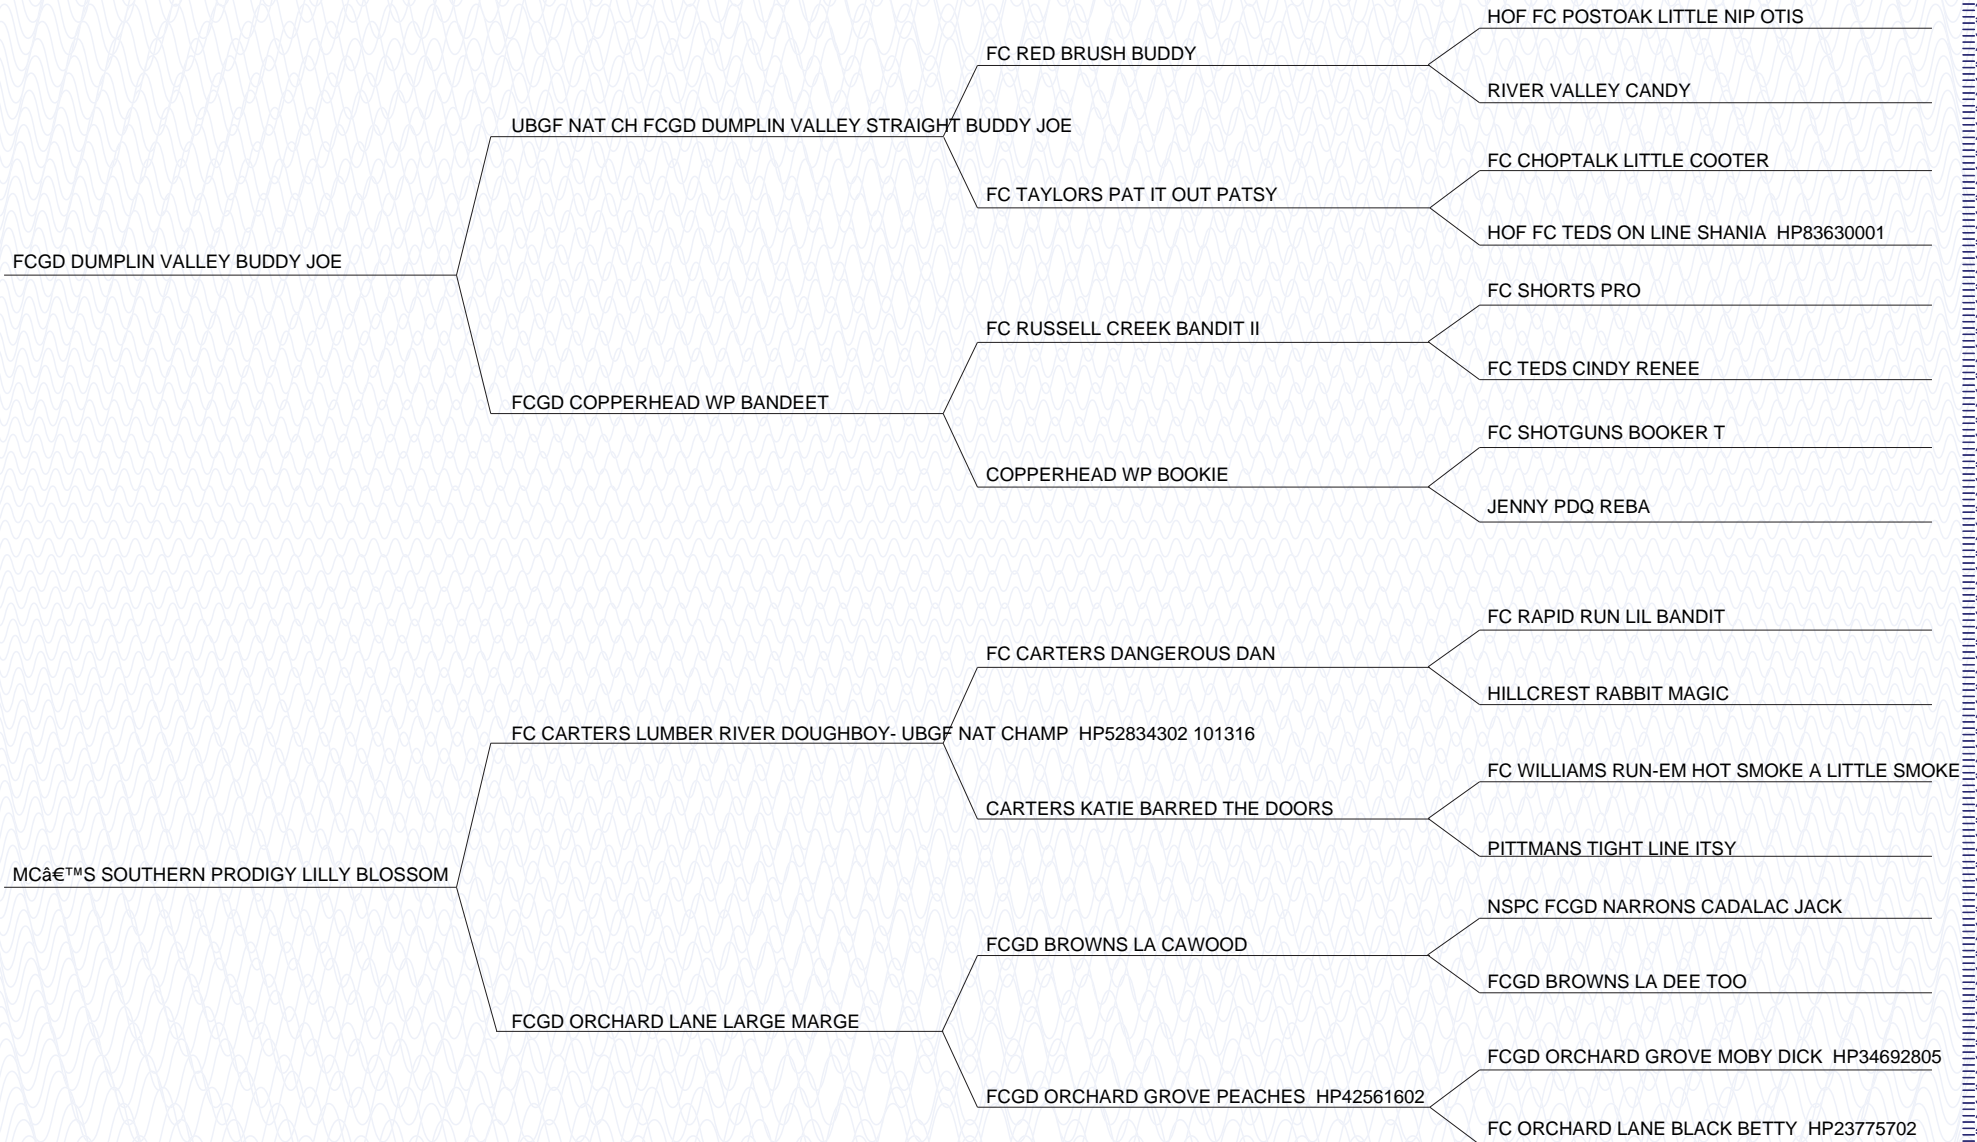 HOF FC POSTOAK LITTLE NIP OTIS
FC RED BRUSH BUDDY
RIVER VALLEY CANDY
UBGF NAT CH FCGD DUMPLIN VALLEY STRAIGHT BUDDY JOE
FC CHOPTALK LITTLE COOTER
FC TAYLORS PAT IT OUT PATSY
HOF FC TEDS ON LINE SHANIA  HP83630001
FCGD DUMPLIN VALLEY BUDDY JOE
FC SHORTS PRO
FC RUSSELL CREEK BANDIT II
FC TEDS CINDY RENEE
FCGD COPPERHEAD WP BANDEET
FC SHOTGUNS BOOKER T
COPPERHEAD WP BOOKIE
JENNY PDQ REBA
FC RAPID RUN LIL BANDIT
FC CARTERS DANGEROUS DAN
HILLCREST RABBIT MAGIC
FC CARTERS LUMBER RIVER DOUGHBOY- UBGF NAT CHAMP  HP52834302 101316
FC WILLIAMS RUN-EM HOT SMOKE A LITTLE SMOKE
CARTERS KATIE BARRED THE DOORS
PITTMANS TIGHT LINE ITSY
MCâ€™S SOUTHERN PRODIGY LILLY BLOSSOM
NSPC FCGD NARRONS CADALAC JACK
FCGD BROWNS LA CAWOOD
FCGD BROWNS LA DEE TOO
FCGD ORCHARD LANE LARGE MARGE
FCGD ORCHARD GROVE MOBY DICK  HP34692805
FCGD ORCHARD GROVE PEACHES  HP42561602
FC ORCHARD LANE BLACK BETTY  HP23775702